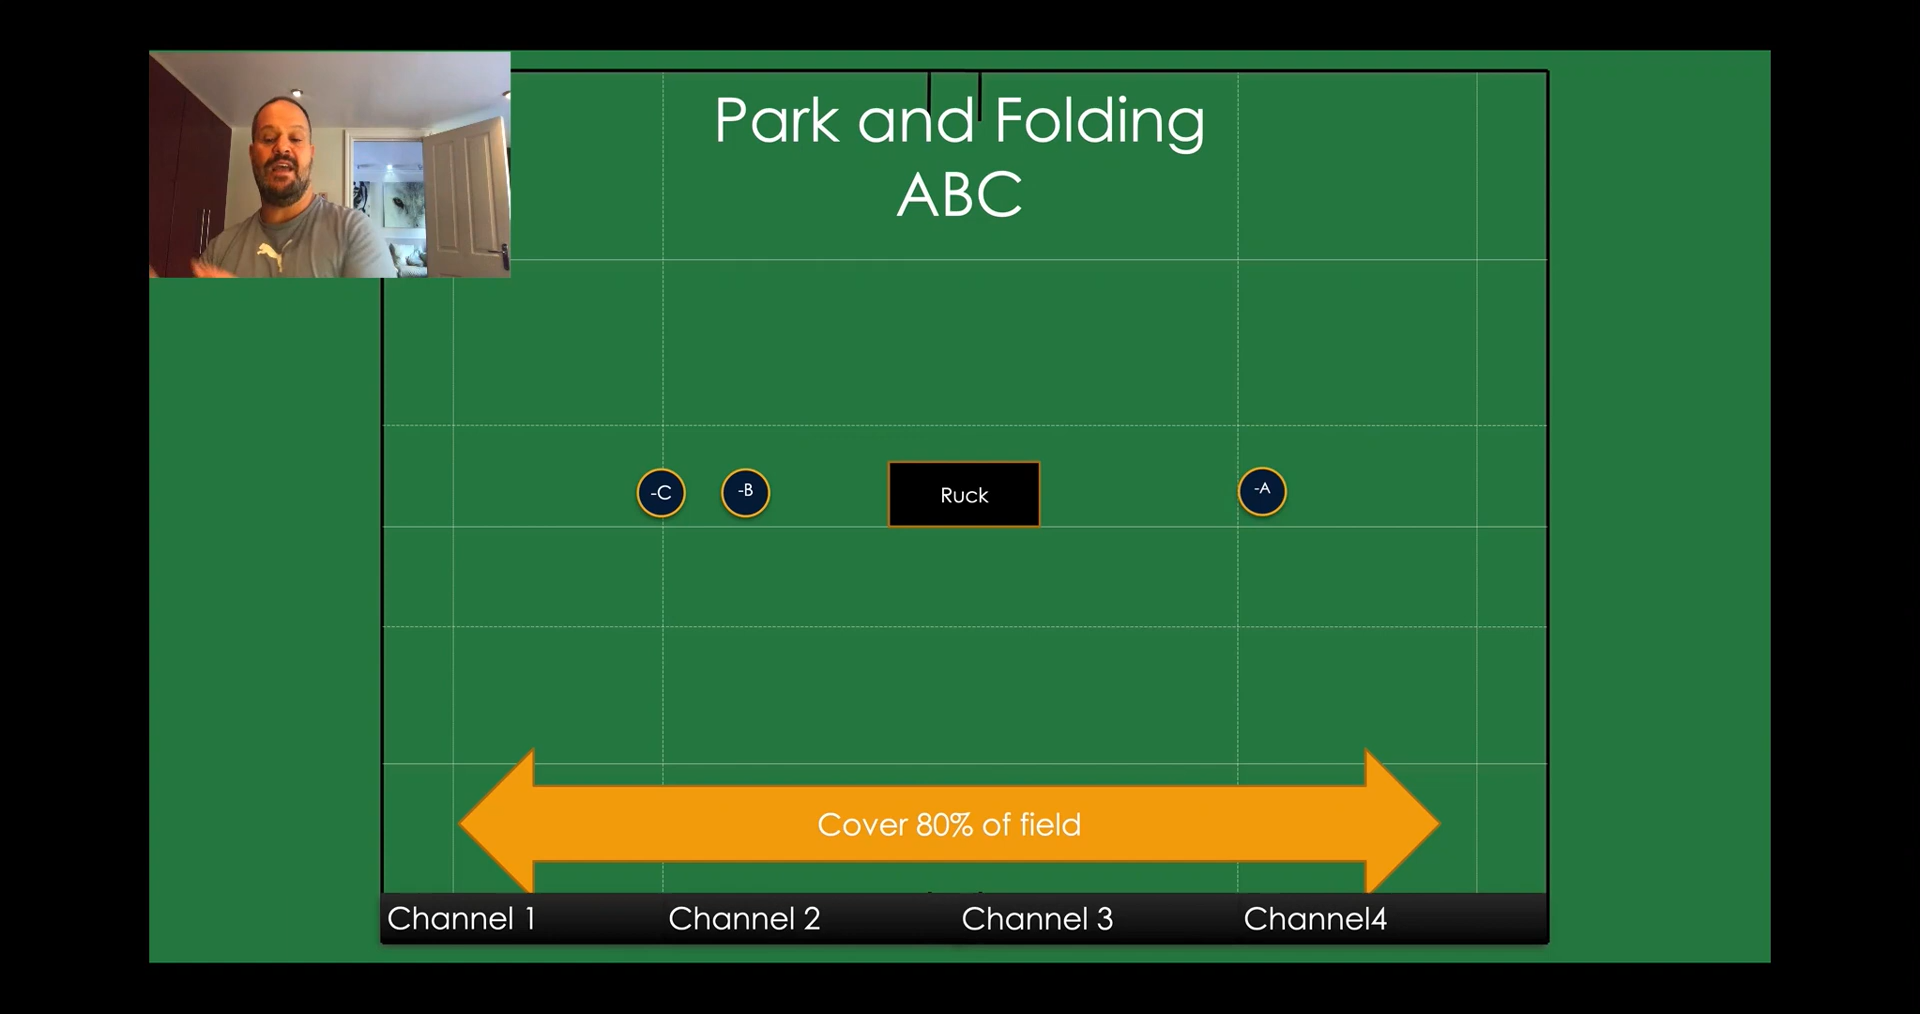 Park and Folding
ABC
-C
-B
Ruck
-A
Cover 80% of field
Channel 1
Channel 2
Channel 3
Channel4